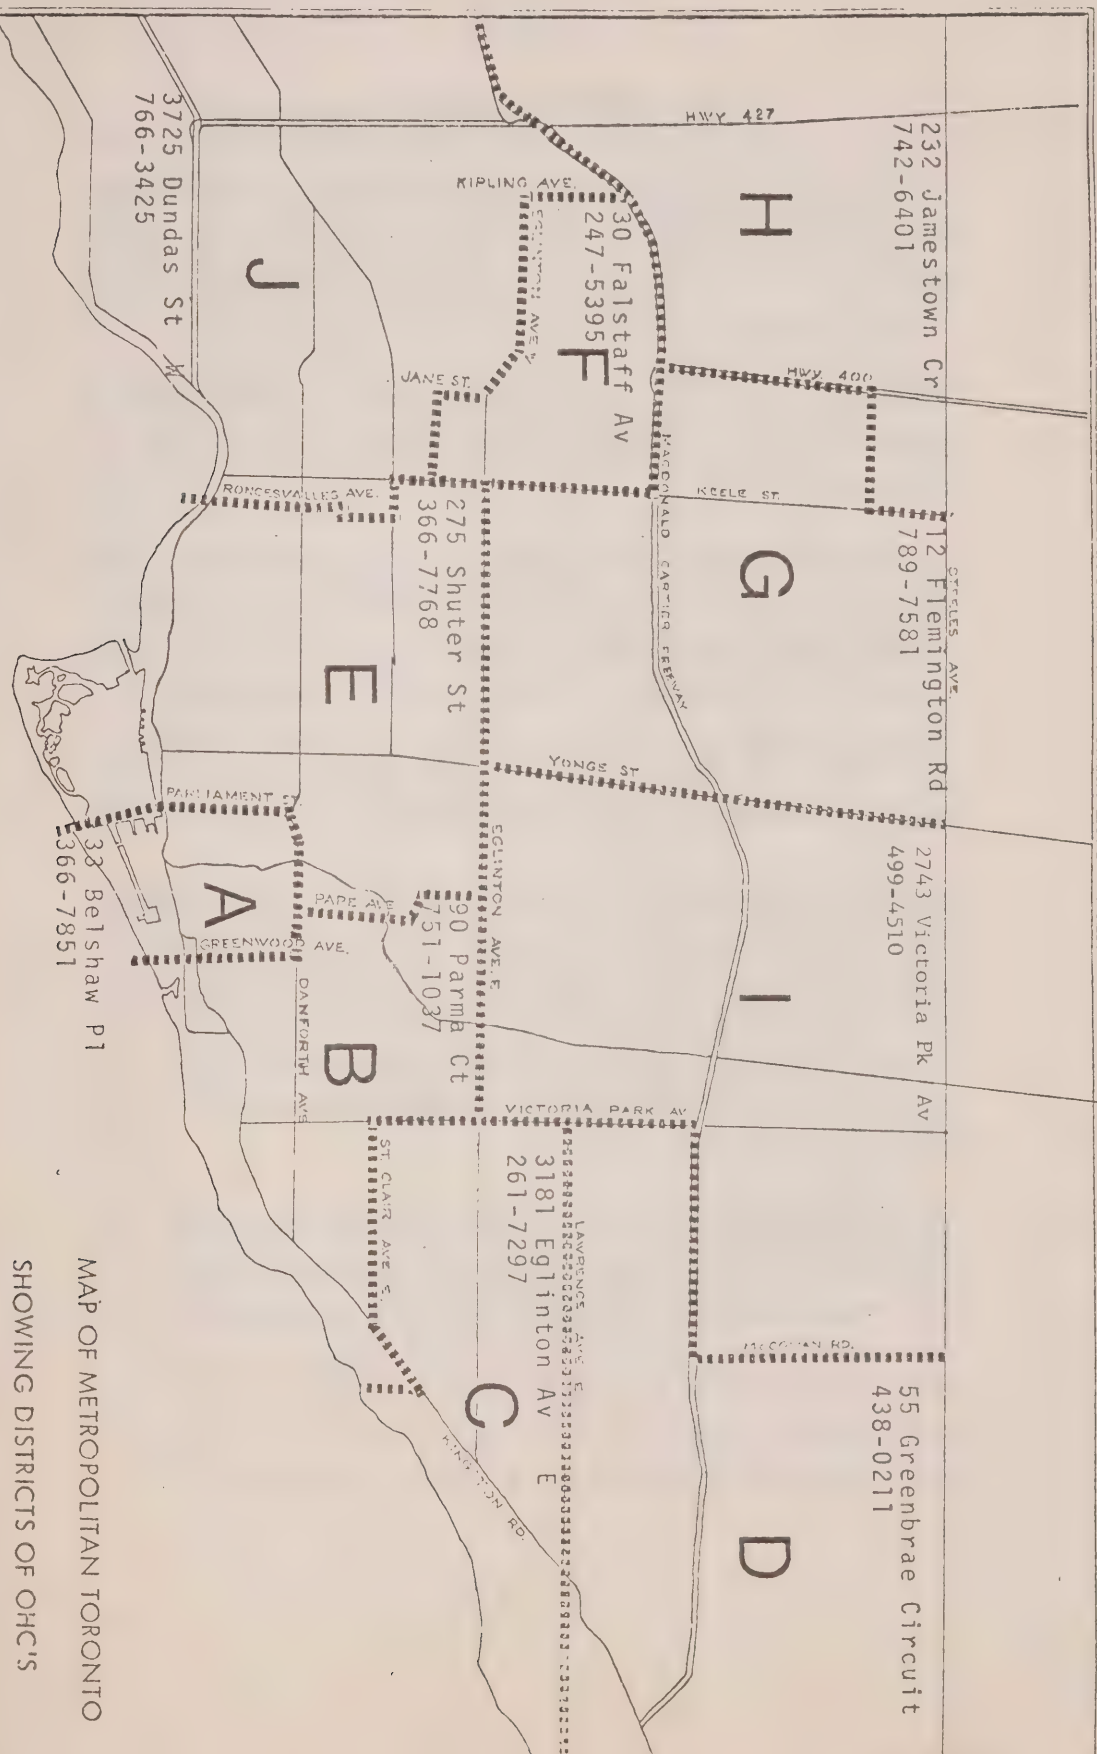 232 Jamestown Cr
742-6401
12 Flemington Rd
789-7581
2743 Victoria Pk Av
499-4510
55 Greenbrae Circuit
438-0211
STEELES AVE.
H
G
I
D
HWY 427
HWY. 400
KEELE ST.
YONGE ST
McCOWAN RD.
MACDONALD CARTIER FREEWAY
KIPLING AVE.
30 Falstaff Av
247-5395
F
EGLINTON AVE W.
VICTORIA PARK AV
LAWRENCE AVE E
3181 Eglinton Av E
261-7297
EGLINTON AVE. E
JANE ST.
275 Shuter St
366-7768
90 Parma Ct
751-1037
C
KINGSTON RD.
RONCESVALLES AVE.
E
PAPE AVE
B
ST. CLAIR AVE E.
J
PARLIAMENT ST.
A
GREENWOOD AVE.
DANFORTH AVE
3725 Dundas St W
766-3425
33 Belshaw Pl
366-7851
MAP OF METROPOLITAN TORONTO
SHOWING DISTRICTS OF OHC'S